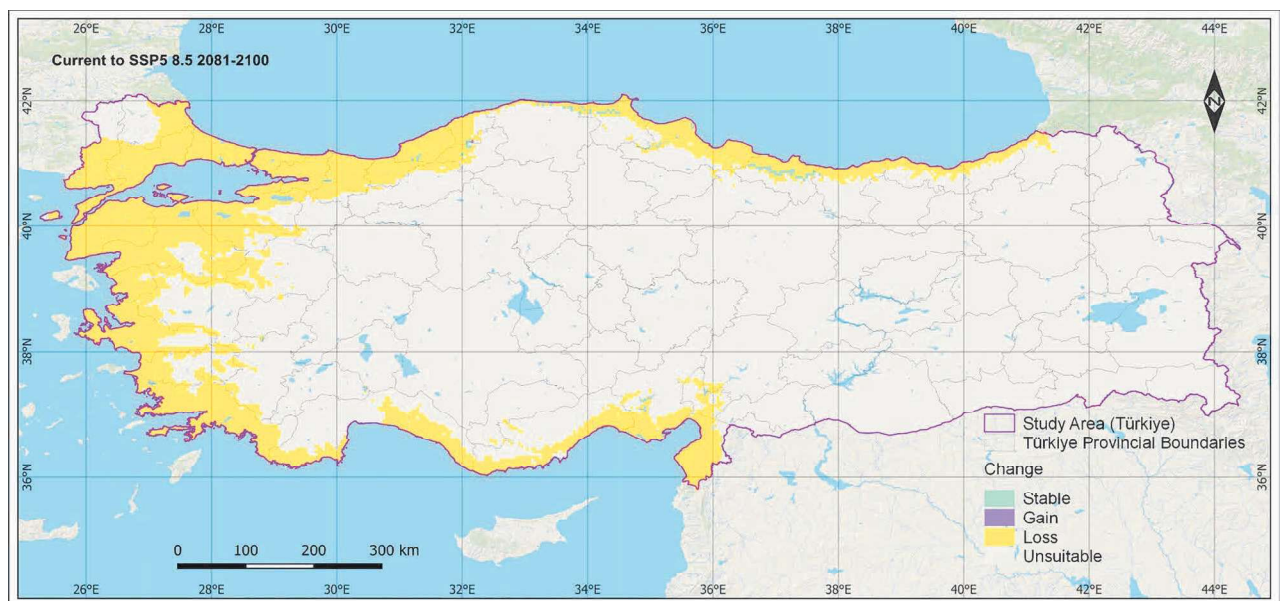 26°E 28°E 30°E 32°E 34°E 36°E 38°E 40°E 42°E 44°E
Current to SSP5 8.5 2081-2100
N
42°N 42°N
40°N 40°N
38°N 38°N
36°N 36°N
Study Area (Türkiye)
Türkiye Provincial Boundaries
Change
Stable
Gain
Loss
Unsuitable
0 100 200 300 km
26°E 28°E 30°E 32°E 34°E 36°E 38°E 40°E 42°E 44°E